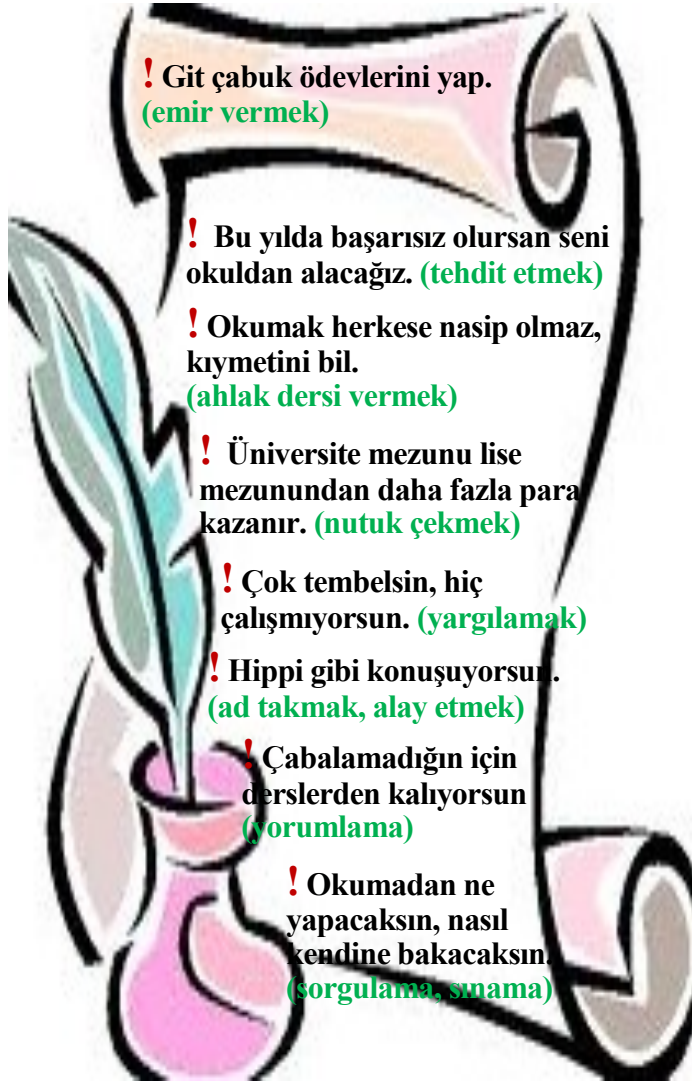 ! Git çabuk ödevlerini yap.
(emir vermek)
! Bu yılda başarısız olursan seni
okuldan alacağız. (tehdit etmek)
! Okumak herkese nasip olmaz,
kıymetini bil.
(ahlak dersi vermek)
! Üniversite mezunu lise
mezunundan daha fazla para
kazanır. (nutuk çekmek)
! Çok tembelsin, hiç
çalışmıyorsun. (yargılamak)
! Hippi gibi konuşuyorsun.
(ad takmak, alay etmek)
! Çabalamadığın için
derslerden kalıyorsun
(yorumlama)
! Okumadan ne
yapacaksın, nasıl
kendine bakacaksın.
(sorgulama, sınama)